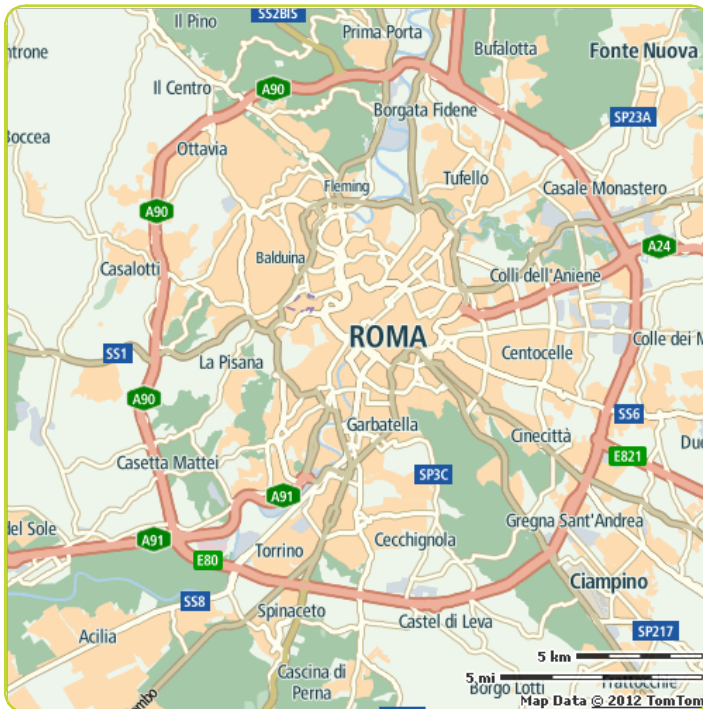 Il Pino
SS2BIS
Prima Porta
Bufalotta
Fonte Nuova
ntrone
Il Centro
A90
Borgata Fidene
SP23A
Boccea
Ottavia
Fleming
Tufello
Casale Monastero
A90
A24
Balduina
Casalotti
Colli dell'Aniene
ROMA
SS1
La Pisana
Centocelle
Colle dei M
A90
SS6
Garbatella
Cinecittà
Due
Casetta Mattei
E821
SP3C
A91
Gregna Sant'Andrea
del Sole
A91
Torrino
Cecchignola
E80
Ciampino
SS8
Spinaceto
Castel di Leva
Acilia
SP217
5 km
Cascina di
Perna
5 mi
Borgo Lotti
Frattocchie
ombo
Map Data © 2012 TomTom